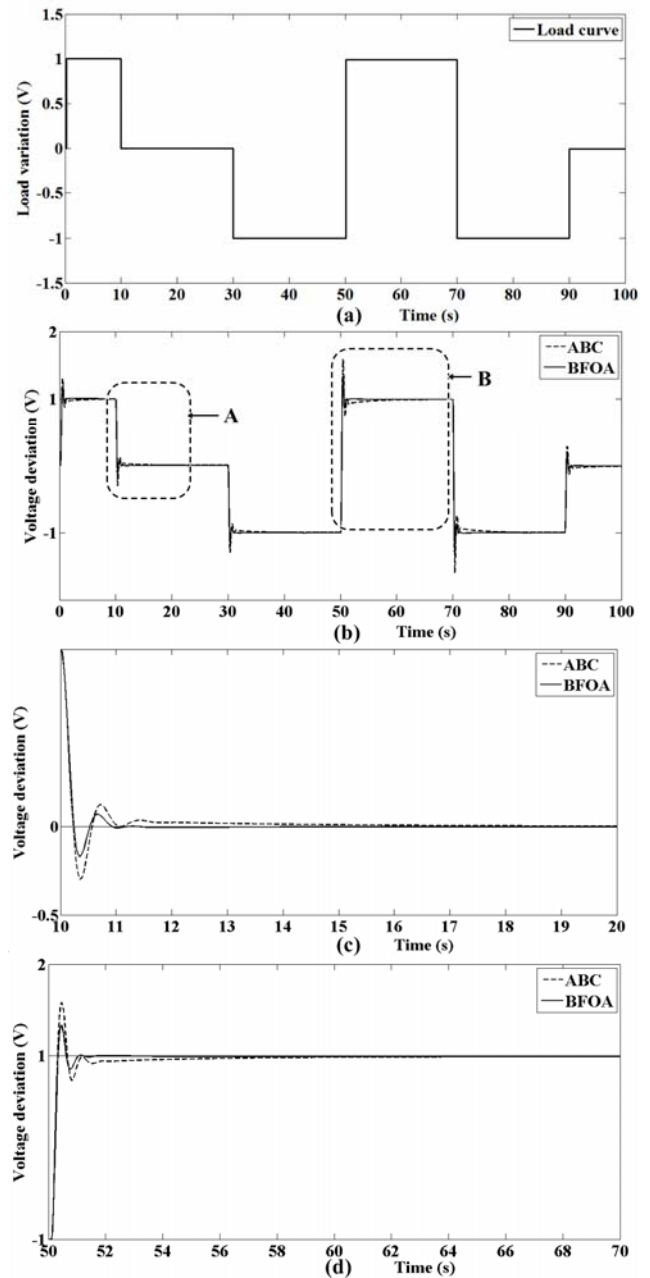 1.5
Load curve
1
0.5
0
-0.5
-1
-1.5
Load variation (V)
0 10 20 30 40 50 60 70 80 90 100
Time (s)
(a)
2
ABC
BFOA
B
1
A
-1
Voltage deviation (V)
0 10 20 30 40 50 60 70 80 90 100
Time (s)
(b)
ABC
BFOA
0
-0.5
Voltage deviation (V)
10 11 12 13 14 15 16 17 18 19 20
Time (s)
(c)
2
ABC
BFOA
1
-1
Voltage deviation (V)
50 52 54 56 58 60 62 64 66 68 70
Time (s)
(d)